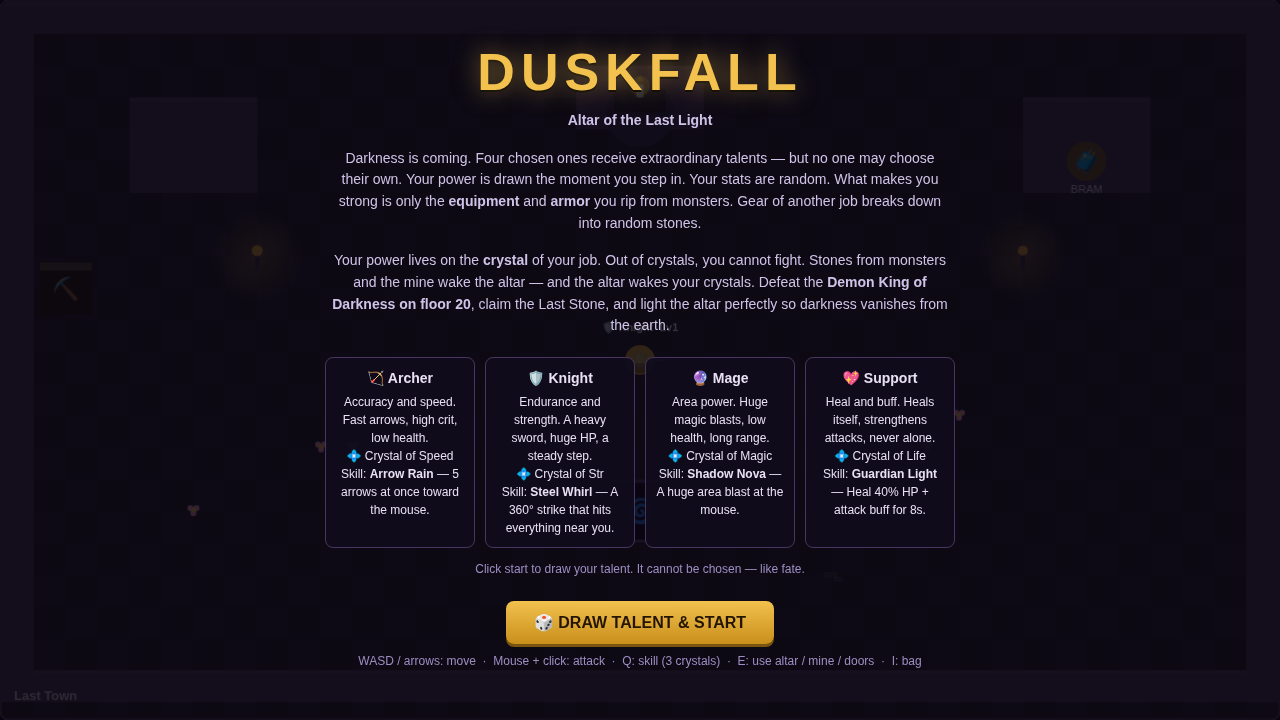 DUSKFALL
Altar of the Last Light
Darkness is coming. Four chosen ones receive extraordinary talents — but no one may choose
their own. Your power is drawn the moment you step in. Your stats are random. What makes you
strong is only the equipment and armor you rip from monsters. Gear of another job breaks down
into random stones.
BRAM
Your power lives on the crystal of your job. Out of crystals, you cannot fight. Stones from monsters
and the mine wake the altar — and the altar wakes your crystals. Defeat the Demon King of
Darkness on floor 20, claim the Last Stone, and light the altar perfectly so darkness vanishes from
the earth.
🏹 Archer
Accuracy and speed.
Fast arrows, high crit,
low health.
💠 Crystal of Speed
Skill: Arrow Rain — 5
arrows at once toward
the mouse.
🛡️ Knight
Endurance and
strength. A heavy
sword, huge HP, a
steady step.
💠 Crystal of Str
Skill: Steel Whirl — A
360° strike that hits
everything near you.
🔮 Mage
Area power. Huge
magic blasts, low
health, long range.
💠 Crystal of Magic
Skill: Shadow Nova —
A huge area blast at the
mouse.
💖 Support
Heal and buff. Heals
itself, strengthens
attacks, never alone.
💠 Crystal of Life
Skill: Guardian Light
— Heal 40% HP +
attack buff for 8s.
Click start to draw your talent. It cannot be chosen — like fate.
🎲 DRAW TALENT & START
WASD / arrows: move · Mouse + click: attack · Q: skill (3 crystals) · E: use altar / mine / doors · I: bag
Last Town